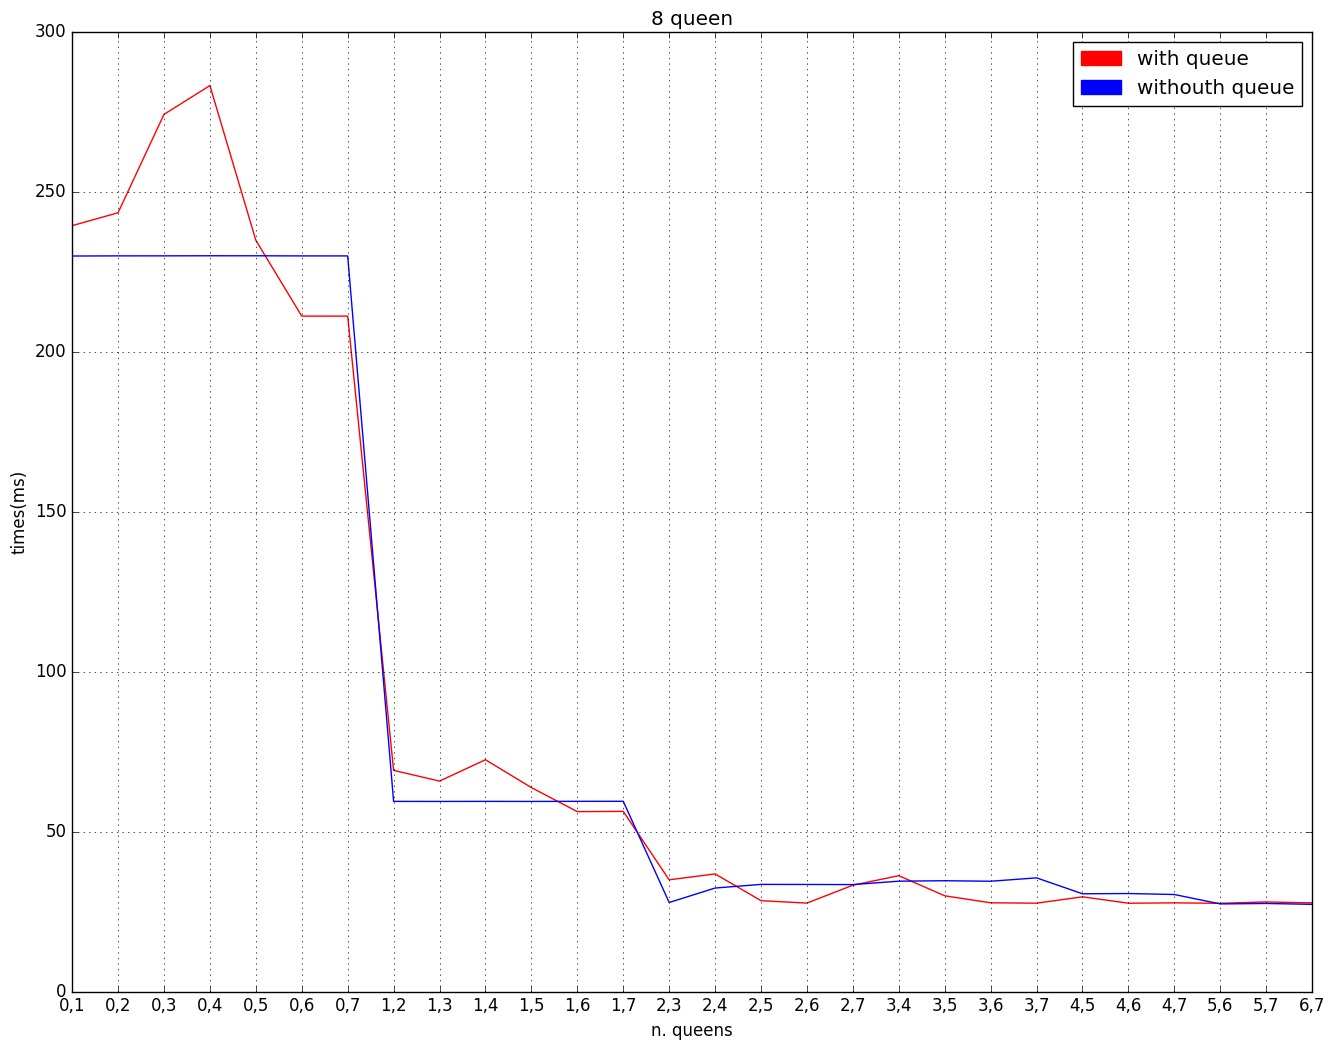 8 queen
with queue
withouth queue
300
250
200
150
100
50
0
times(ms)
0,1 0,2 0,3 0,4 0,5 0,6 0,7 1,2 1,3 1,4 1,5 1,6 1,7 2,3 2,4 2,5 2,6 2,7 3,4 3,5 3,6 3,7 4,5 4,6 4,7 5,6 5,7 6,7
n. queens